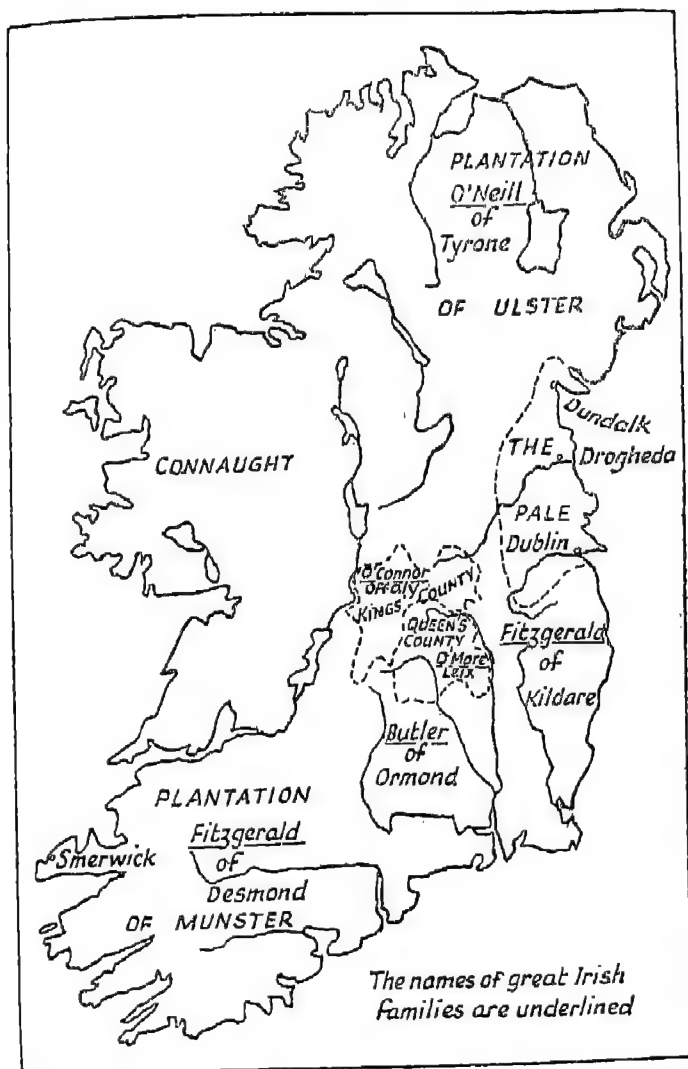 PLANTATION
O'Neill
of
Tyrone
OF ULSTER
CONNAUGHT
Dundalk
THE
Drogheda
PALE
Dublin
O'Connor
Offaly
KINGS COUNTY
QUEEN'S
COUNTY
O'More
Leix
Fitzgerald
of
Kildare
Butler
of
Ormond
PLANTATION
Fitzgerald
of
Smerwick
Desmond
OF MUNSTER
The names of great Irish
families are underlined